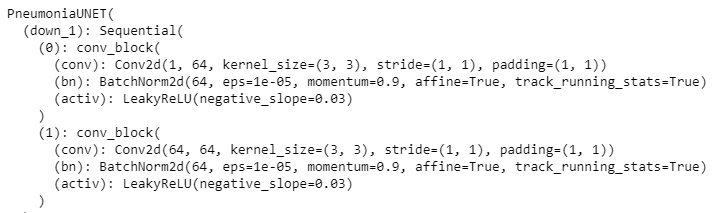 PneumoniaUNET(
  (down_1): Sequential(
    (0): conv_block(
      (conv): Conv2d(1, 64, kernel_size=(3, 3), stride=(1, 1), padding=(1, 1))
      (bn): BatchNorm2d(64, eps=1e-05, momentum=0.9, affine=True, track_running_stats=True)
      (activ): LeakyReLU(negative_slope=0.03)
    )
    (1): conv_block(
      (conv): Conv2d(64, 64, kernel_size=(3, 3), stride=(1, 1), padding=(1, 1))
      (bn): BatchNorm2d(64, eps=1e-05, momentum=0.9, affine=True, track_running_stats=True)
      (activ): LeakyReLU(negative_slope=0.03)
    )